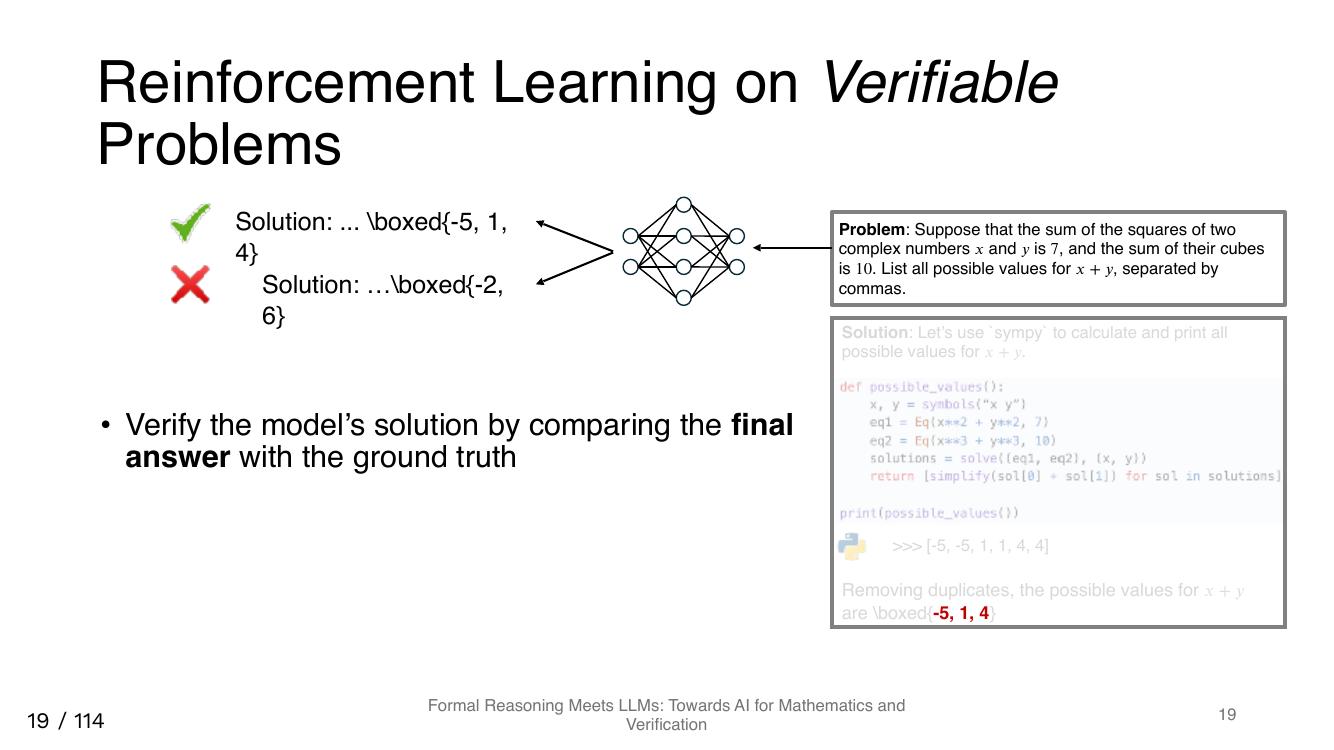 Reinforcement Learning on Verifiable
Problems
Solution: ... \boxed{-5, 1,
4}
Solution: …\boxed{-2,
6}
Problem: Suppose that the sum of the squares of two
complex numbers x and y is 7, and the sum of their cubes
is 10. List all possible values for x + y, separated by
commas.
Solution: Let’s use `sympy` to calculate and print all
possible values for x + y.
def possible_values():
    x, y = symbols(“x y”)
    eq1 = Eq(x**2 + y**2, 7)
    eq2 = Eq(x**3 + y**3, 10)
    solutions = solve((eq1, eq2), (x, y))
    return [simplify(sol[0] + sol[1]) for sol in solutions]
print(possible_values())
>>> [-5, -5, 1, 1, 4, 4]
Removing duplicates, the possible values for x + y
are \boxed{-5, 1, 4}
• Verify the model’s solution by comparing the final
answer with the ground truth
19 / 114
Formal Reasoning Meets LLMs: Towards AI for Mathematics and
Verification
19